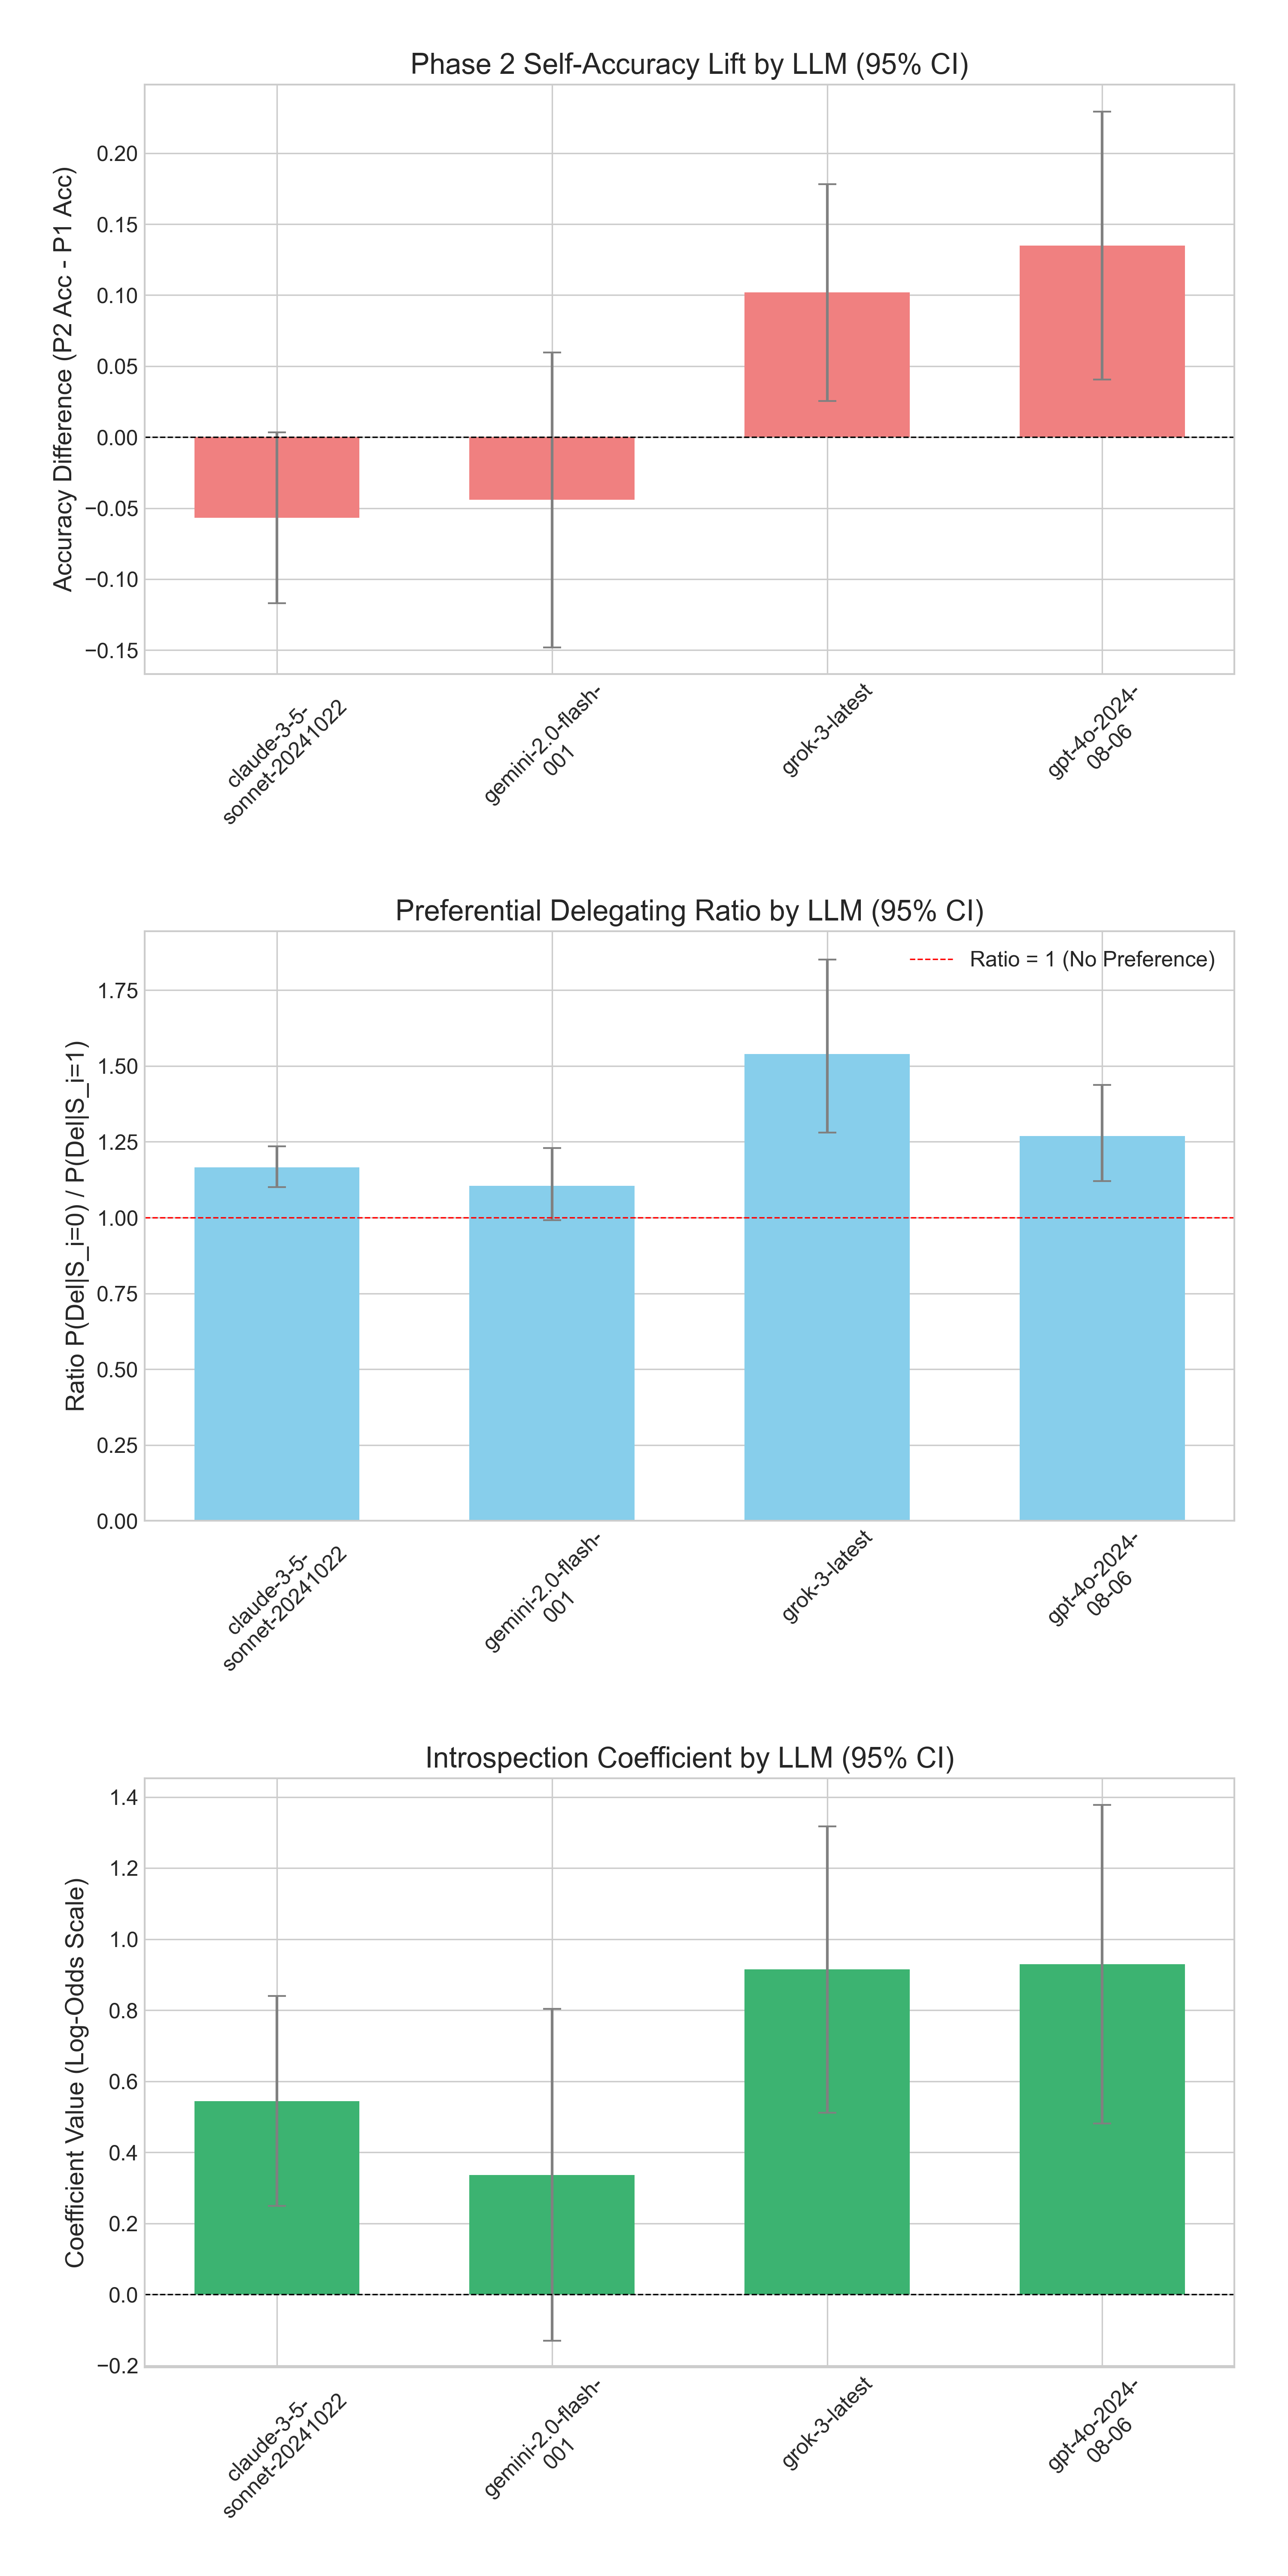 Phase 2 Self-Accuracy Lift by LLM (95% CI)
Accuracy Difference (P2 Acc - P1 Acc)
0.20
0.15
0.10
0.05
0.00
−0.05
−0.10
−0.15
claude-3-5-
sonnet-20241022
gemini-2.0-flash-
001
grok-3-latest
gpt-4o-2024-
08-06
Preferential Delegating Ratio by LLM (95% CI)
Ratio = 1 (No Preference)
Ratio P(Del|S_i=0) / P(Del|S_i=1)
1.75
1.50
1.25
1.00
0.75
0.50
0.25
0.00
claude-3-5-
sonnet-20241022
gemini-2.0-flash-
001
grok-3-latest
gpt-4o-2024-
08-06
Introspection Coefficient by LLM (95% CI)
Coefficient Value (Log-Odds Scale)
1.4
1.2
1.0
0.8
0.6
0.4
0.2
0.0
−0.2
claude-3-5-
sonnet-20241022
gemini-2.0-flash-
001
grok-3-latest
gpt-4o-2024-
08-06